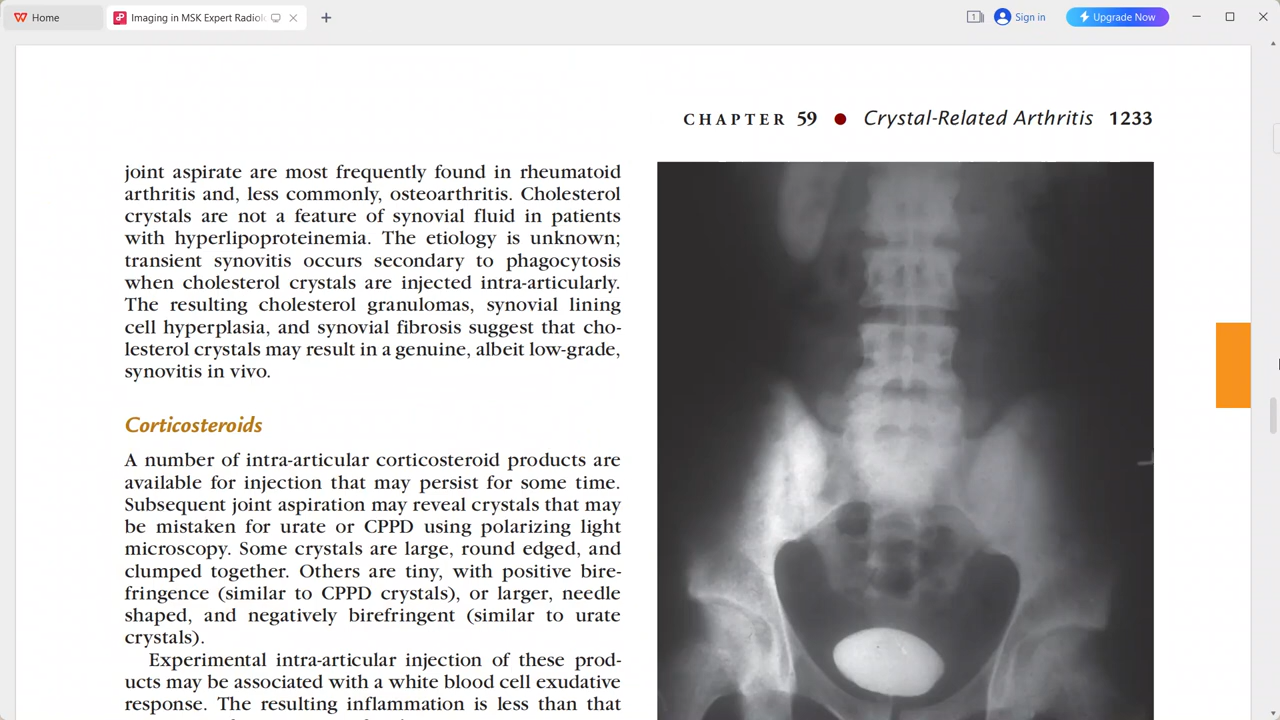 Home
Imaging in MSK Expert Radiolo
1
Sign in
Upgrade Now
CHAPTER 59 ● Crystal-Related Arthritis 1233
joint aspirate are most frequently found in rheumatoid
arthritis and, less commonly, osteoarthritis. Cholesterol
crystals are not a feature of synovial fluid in patients
with hyperlipoproteinemia. The etiology is unknown;
transient synovitis occurs secondary to phagocytosis
when cholesterol crystals are injected intra-articularly.
The resulting cholesterol granulomas, synovial lining
cell hyperplasia, and synovial fibrosis suggest that cho-
lesterol crystals may result in a genuine, albeit low-grade,
synovitis in vivo.
Corticosteroids
A number of intra-articular corticosteroid products are
available for injection that may persist for some time.
Subsequent joint aspiration may reveal crystals that may
be mistaken for urate or CPPD using polarizing light
microscopy. Some crystals are large, round edged, and
clumped together. Others are tiny, with positive bire-
fringence (similar to CPPD crystals), or larger, needle
shaped, and negatively birefringent (similar to urate
crystals).
Experimental intra-articular injection of these prod-
ucts may be associated with a white blood cell exudative
response. The resulting inflammation is less than that